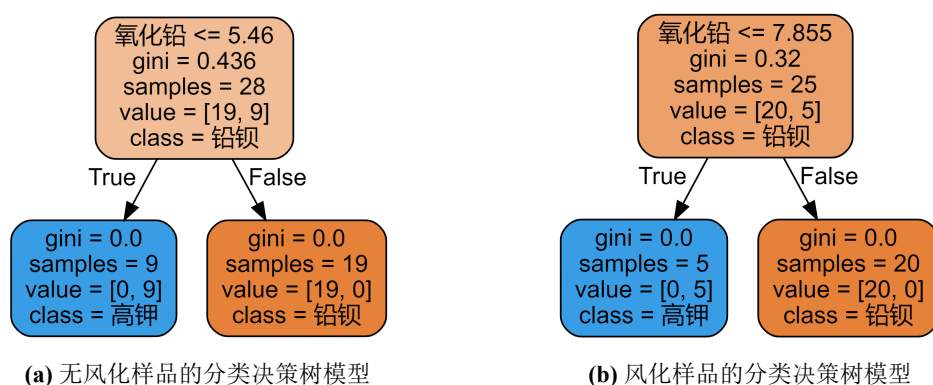 氧化铅 <= 5.46
gini = 0.436
samples = 28
value = [19, 9]
class = 铅钡
True
False
gini = 0.0
samples = 9
value = [0, 9]
class = 高钾
gini = 0.0
samples = 19
value = [19, 0]
class = 铅钡
(a) 无风化样品的分类决策树模型
氧化铅 <= 7.855
gini = 0.32
samples = 25
value = [20, 5]
class = 铅钡
True
False
gini = 0.0
samples = 5
value = [0, 5]
class = 高钾
gini = 0.0
samples = 20
value = [20, 0]
class = 铅钡
(b) 风化样品的分类决策树模型